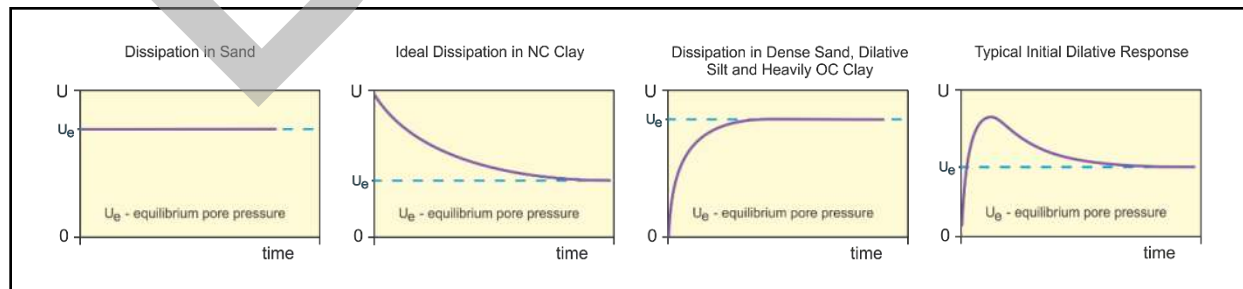 Dissipation in Sand
U
Ue
Ue - equilibrium pore pressure
0
time
Ideal Dissipation in NC Clay
U
Ue
Ue - equilibrium pore pressure
0
time
Dissipation in Dense Sand, Dilative
Silt and Heavily OC Clay
U
Ue
Ue - equilibrium pore pressure
0
time
Typical Initial Dilative Response
U
Ue
Ue - equilibrium pore pressure
0
time